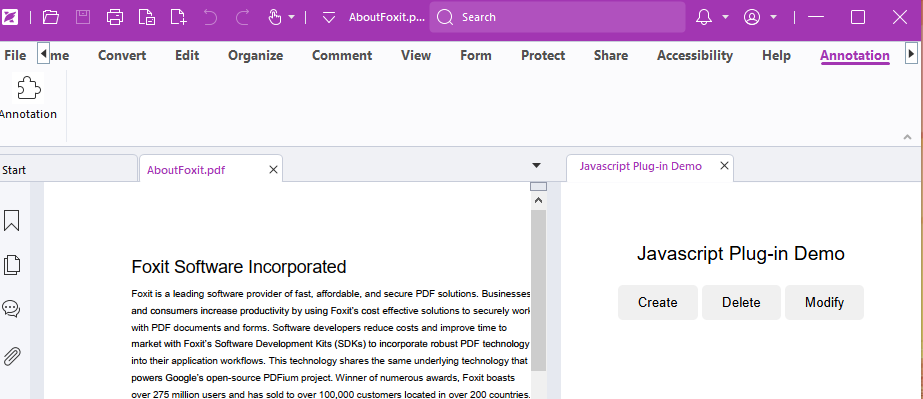 AboutFoxit.p... Search
File me Convert Edit Organize Comment View Form Protect Share Accessibility Help Annotation
Annotation
Start AboutFoxit.pdf Javascript Plug-in Demo
Foxit Software Incorporated
Foxit is a leading software provider of fast, affordable, and secure PDF solutions. Businesses
and consumers increase productivity by using Foxit's cost effective solutions to securely work
with PDF documents and forms. Software developers reduce costs and improve time to
market with Foxit's Software Development Kits (SDKs) to incorporate robust PDF technology
into their application workflows. This technology shares the same underlying technology that
powers Google's open-source PDFium project. Winner of numerous awards, Foxit boasts
over 275 million users and has sold to over 100,000 customers located in over 200 countries.
Javascript Plug-in Demo
Create Delete Modify